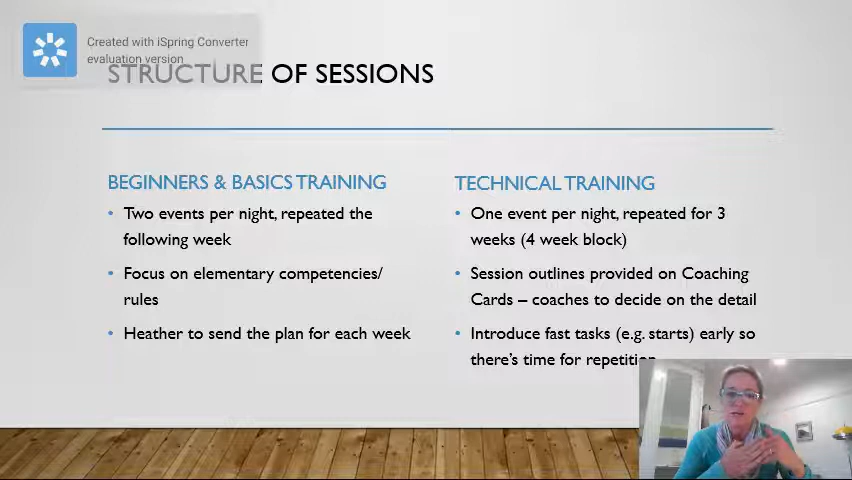 Created with iSpring Converter
evaluation version
STRUCTURE OF SESSIONS
BEGINNERS & BASICS TRAINING
• Two events per night, repeated the
following week
• Focus on elementary competencies/
rules
• Heather to send the plan for each week
TECHNICAL TRAINING
• One event per night, repeated for 3
weeks (4 week block)
• Session outlines provided on Coaching
Cards – coaches to decide on the detail
• Introduce fast tasks (e.g. starts) early so
there's time for repetition